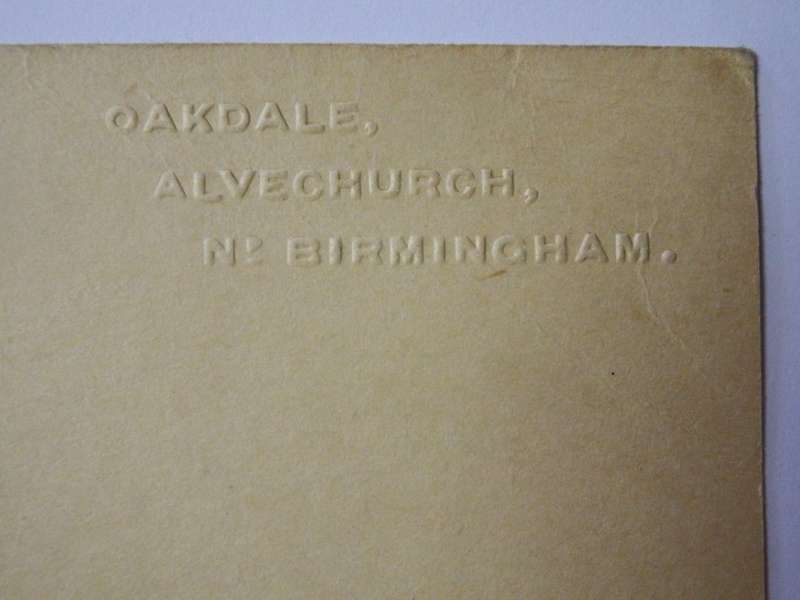 OAKDALE,
ALVECHURCH,
Nr. BIRMINGHAM.